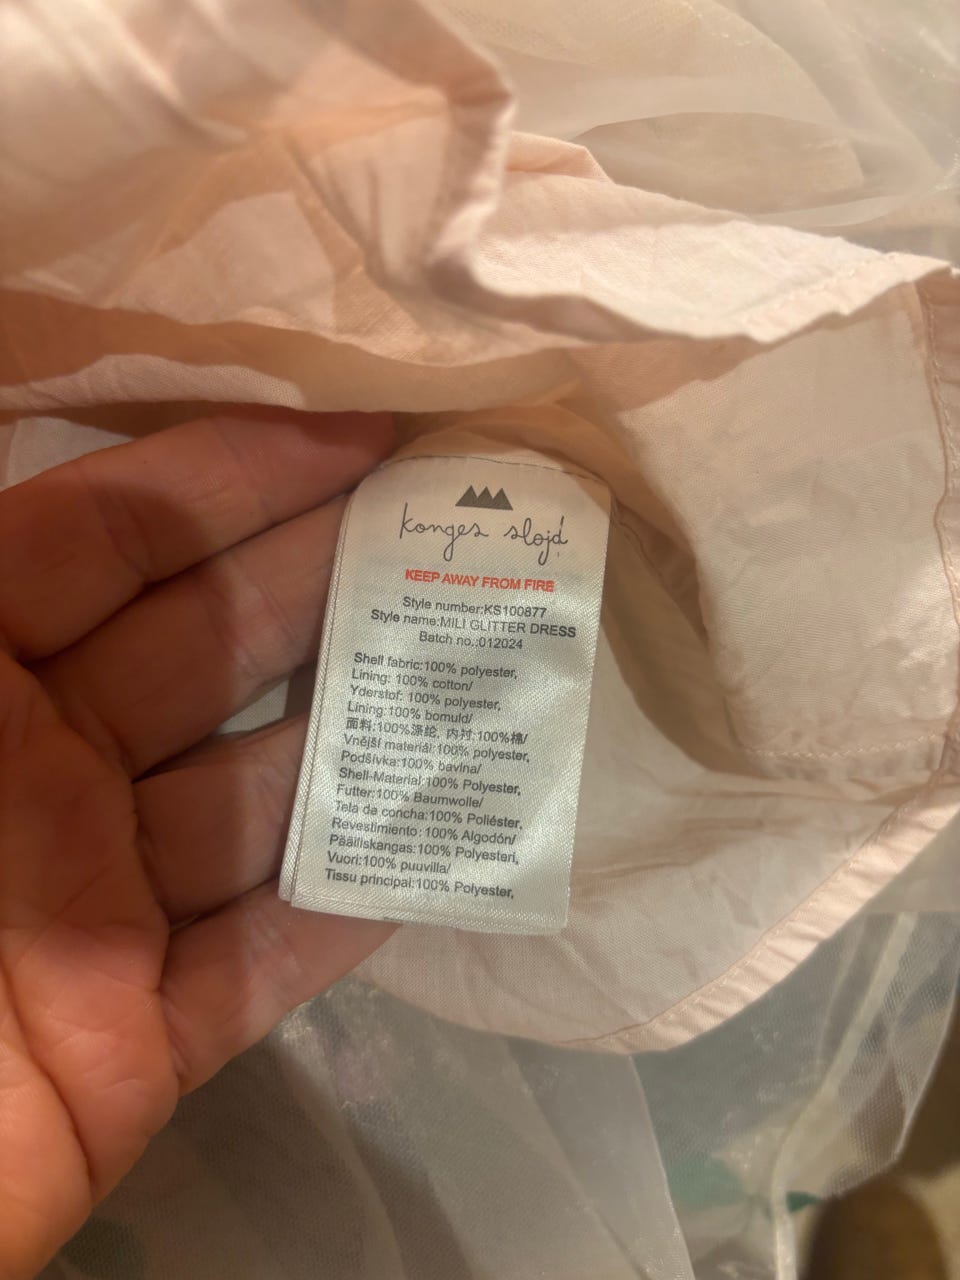 konges sløjd
KEEP AWAY FROM FIRE
Style number:KS100877
Style name:MILI GLITTER DRESS
Batch no.:012024
Shell fabric:100% polyester,
Lining: 100% cotton/
Yderstof: 100% polyester,
Lining:100% bomuld/
面料:100%涤纶, 内衬:100%棉/
Vnější materiál:100% polyester,
Podšívka:100% bavlna/
Shell-Material:100% Polyester,
Futter:100% Baumwolle/
Tela da concha:100% Poliéster,
Revestimiento:100% Algodón/
Pääilliskangas:100% Polyesteri,
Vuori:100% puuvilla/
Tissu principal:100% Polyester,